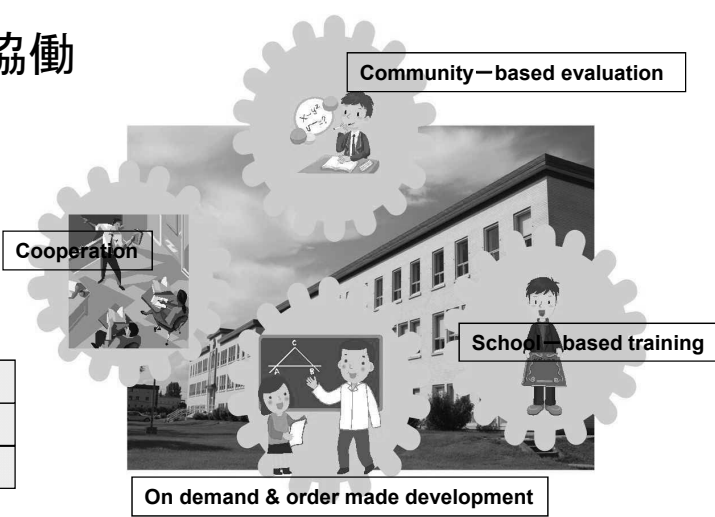 協働
Community－based evaluation
Cooperation
School－based training
C
A B
On demand & order made development